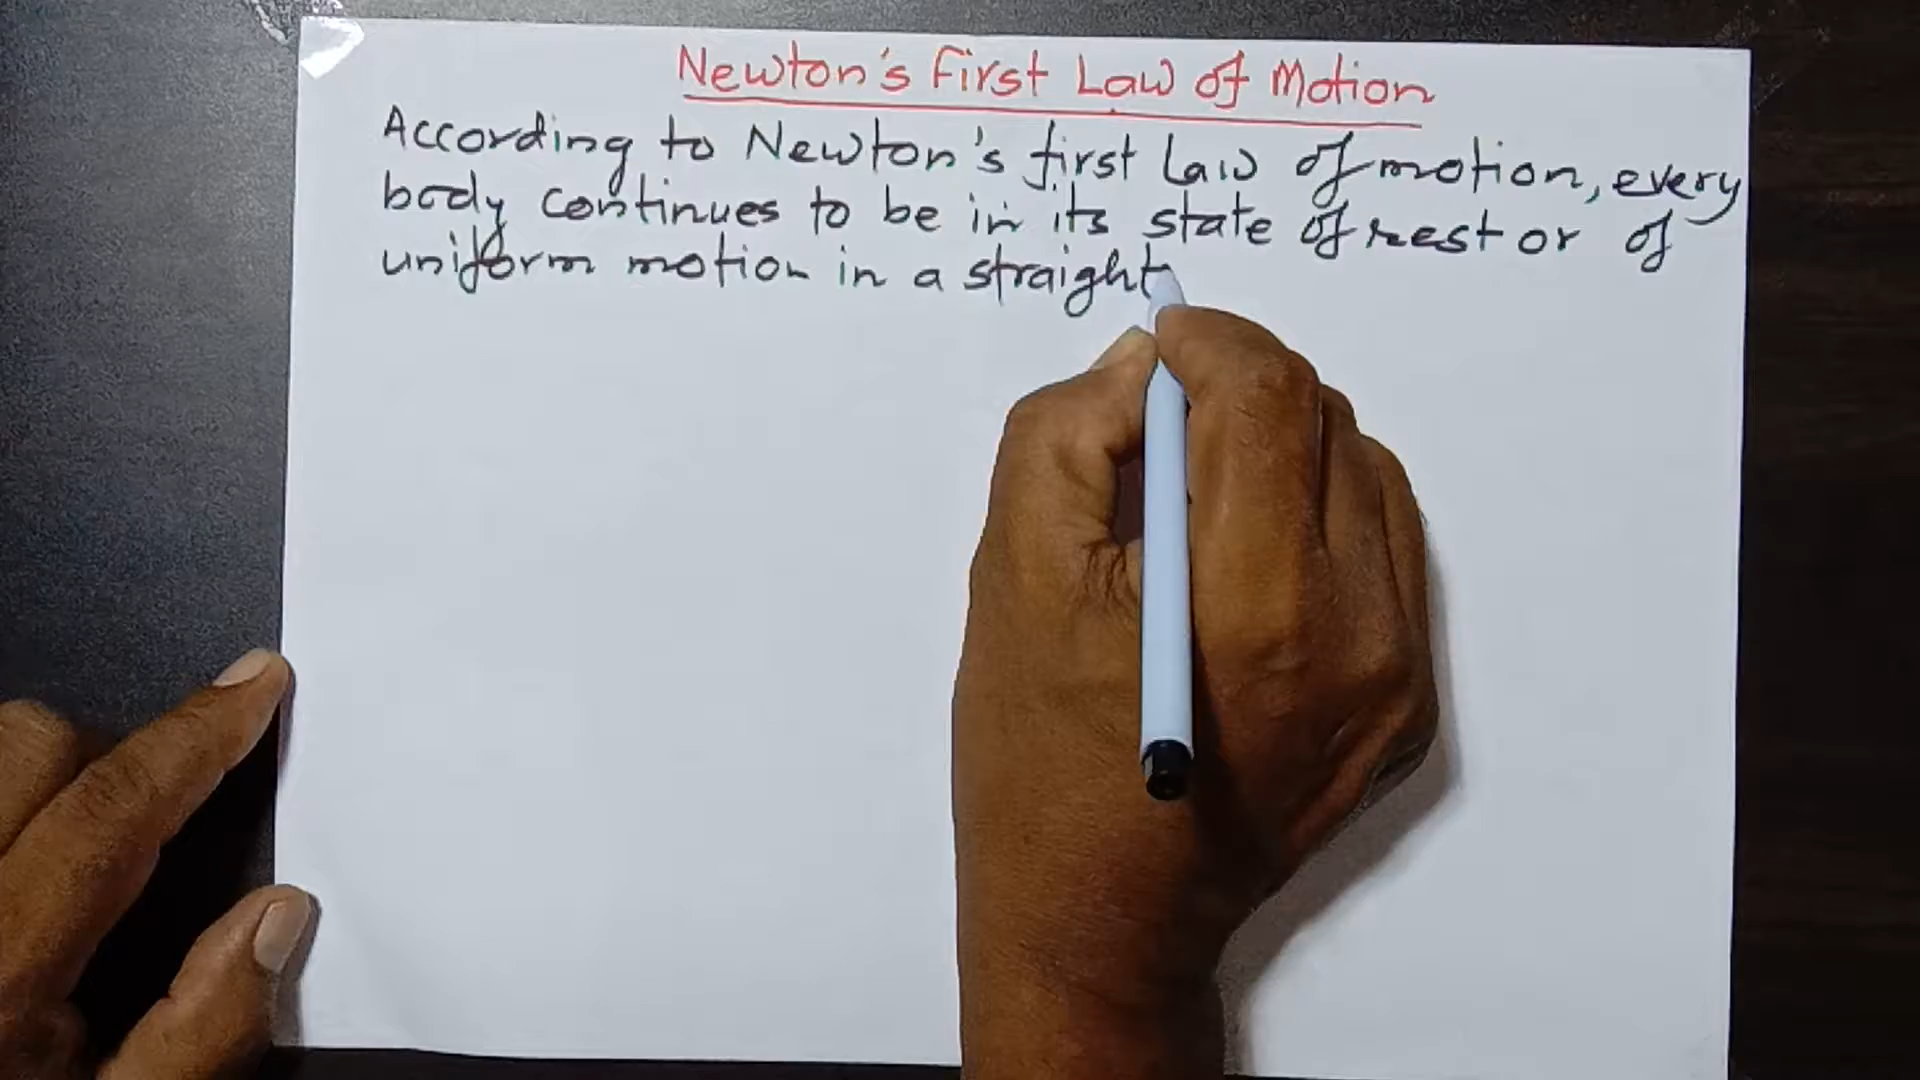 Newton's First Law of Motion
According to Newton's first law of motion, every
body continues to be in its state of rest or of
uniform motion in a straight